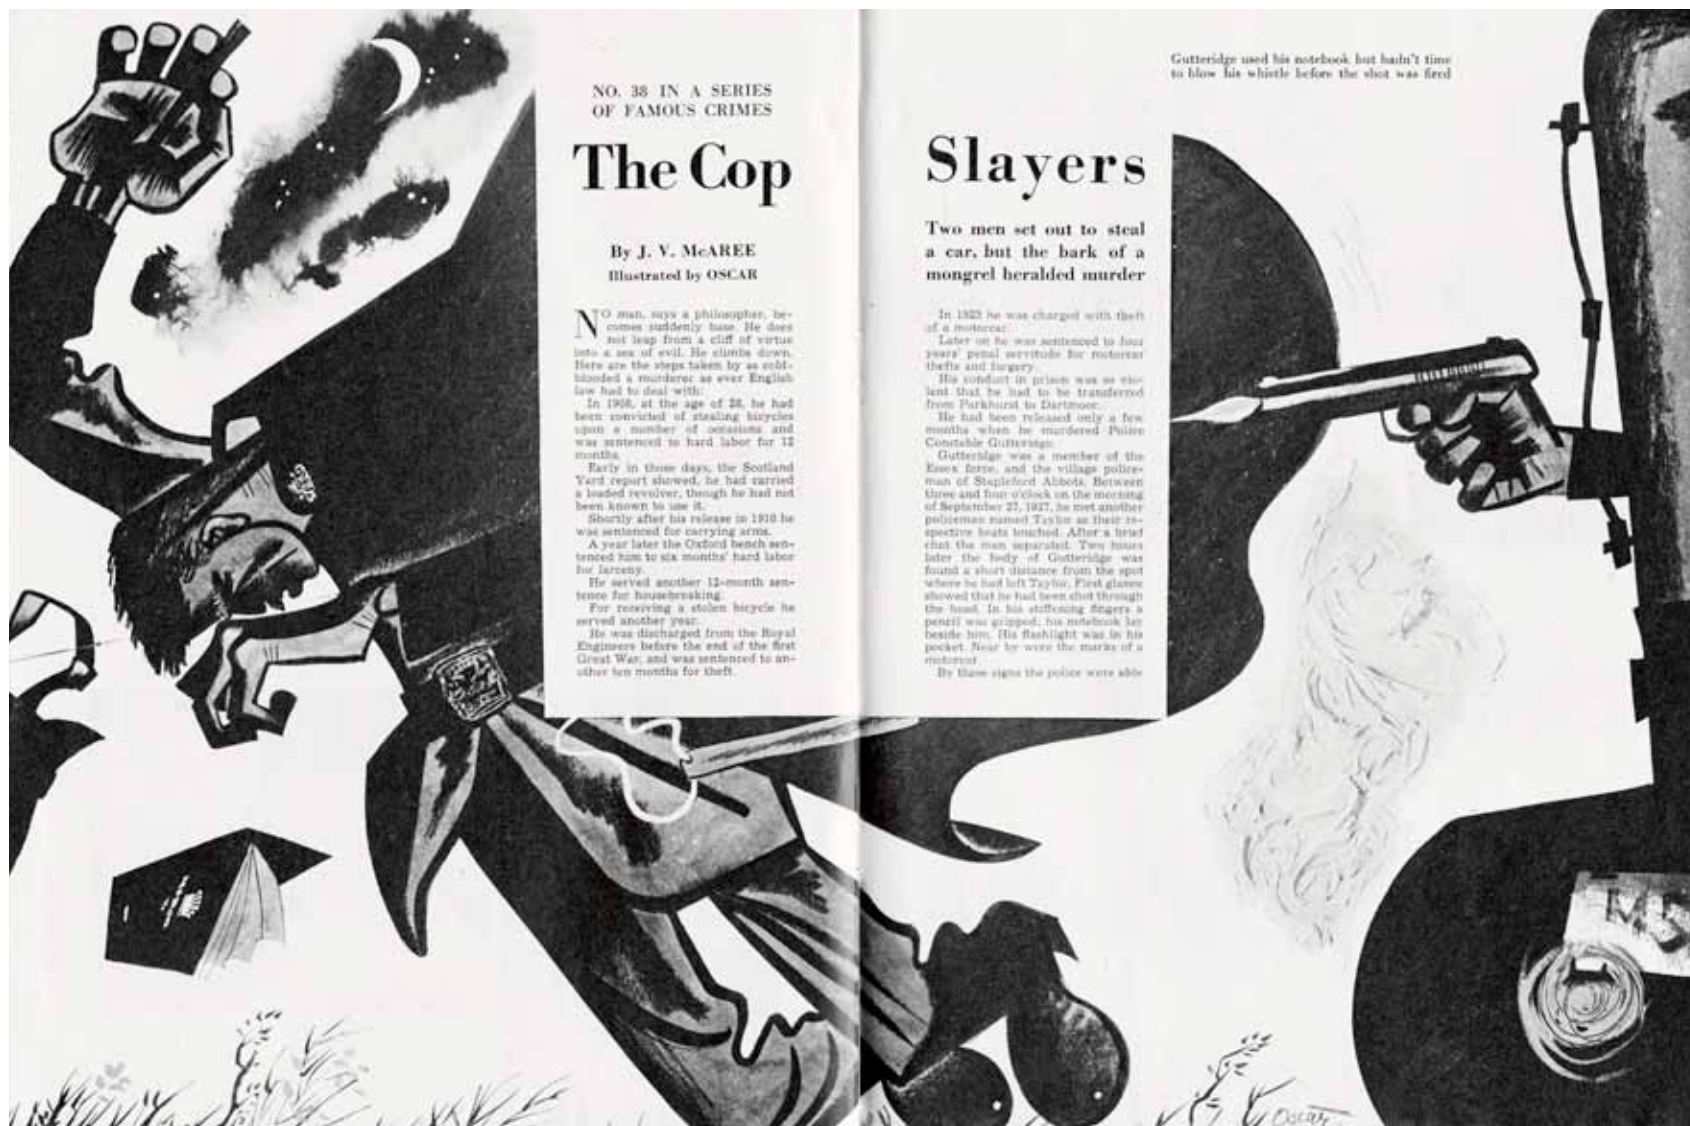 NO. 38 IN A SERIES
OF FAMOUS CRIMES
The Cop
By J. V. McAREE
Illustrated by OSCAR
NO man, says a philosopher, be-
comes suddenly base. He does
not leap from a cliff of virtue
into a sea of evil. He climbs down.
Here are the steps taken by as cold-
blooded a murderer as ever English
law had to deal with:
In 1908, at the age of 28, he had
been convicted of stealing bicycles
upon a number of occasions and
was sentenced to hard labor for 12
months.
Early in those days, the Scotland
Yard report showed, he had carried
a loaded revolver, though he had not
been known to use it.
Shortly after his release in 1910 he
was sentenced for carrying arms.
A year later the Oxford bench sen-
tenced him to six months' hard labor
for larceny.
He served another 12-month sen-
tence for housebreaking.
For receiving a stolen bicycle he
served another year.
He was discharged from the Royal
Engineers before the end of the first
Great War, and was sentenced to an-
other ten months for theft.
Gutteridge used his notebook but hadn't time
to blow his whistle before the shot was fired
Slayers
Two men set out to steal
a car, but the bark of a
mongrel heralded murder
In 1923 he was charged with theft
of a motorcar.
Later on he was sentenced to four
years' penal servitude for motorcar
thefts and forgery.
His conduct in prison was so vio-
lent that he had to be transferred
from Parkhurst to Dartmoor.
He had been released only a few
months when he murdered Police
Constable Gutteridge.
Gutteridge was a member of the
Essex force, and the village police-
man of Stapleford Abbots. Between
three and four o'clock on the morning
of September 27, 1927, he met another
policeman named Taylor as their re-
spective beats touched. After a brief
chat the men separated. Two hours
later the body of Gutteridge was
found a short distance from the spot
where he had left Taylor. First glance
showed that he had been shot through
the head. In his stiffening fingers a
pencil was gripped, his notebook lay
beside him. His flashlight was in his
pocket. Near by were the marks of a
motorcar.
By these signs the police were able
Oscar